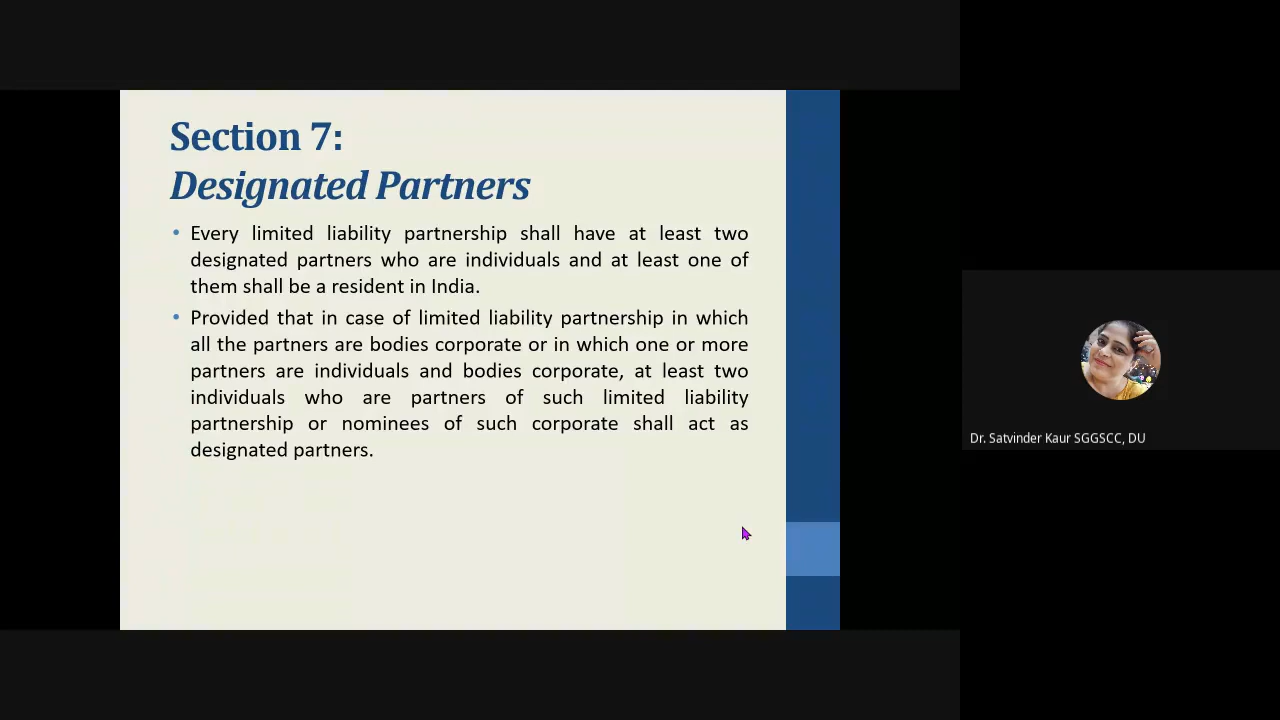 Section 7:
Designated Partners
• Every limited liability partnership shall have at least two
designated partners who are individuals and at least one of
them shall be a resident in India.
• Provided that in case of limited liability partnership in which
all the partners are bodies corporate or in which one or more
partners are individuals and bodies corporate, at least two
individuals who are partners of such limited liability
partnership or nominees of such corporate shall act as
designated partners.
Dr. Satvinder Kaur SGGSCC, DU